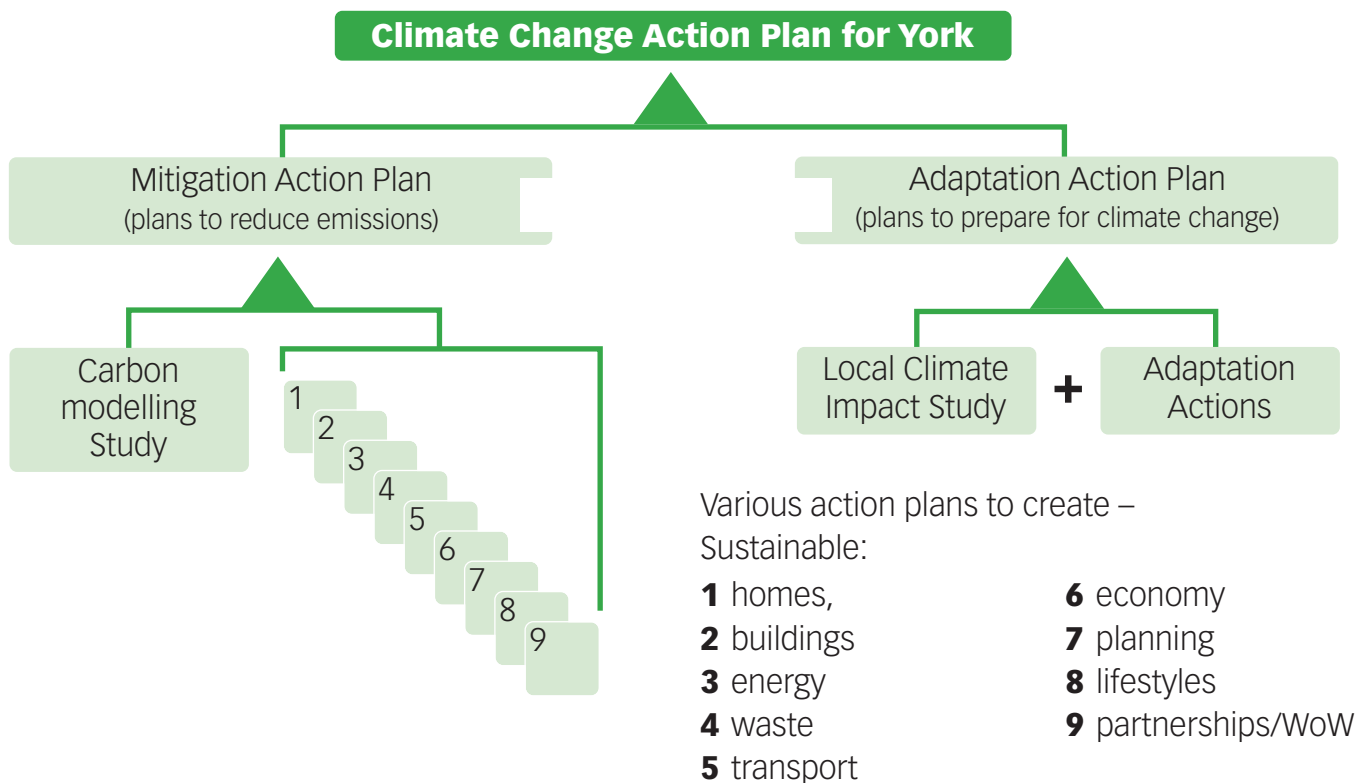 Climate Change Action Plan for York
Mitigation Action Plan
(plans to reduce emissions)
Adaptation Action Plan
(plans to prepare for climate change)
Carbon
modelling
Study
1
2
3
4
5
6
7
8
9
Local Climate
Impact Study
+
Adaptation
Actions
Various action plans to create –
Sustainable:
1 homes,
2 buildings
3 energy
4 waste
5 transport
6 economy
7 planning
8 lifestyles
9 partnerships/WoW